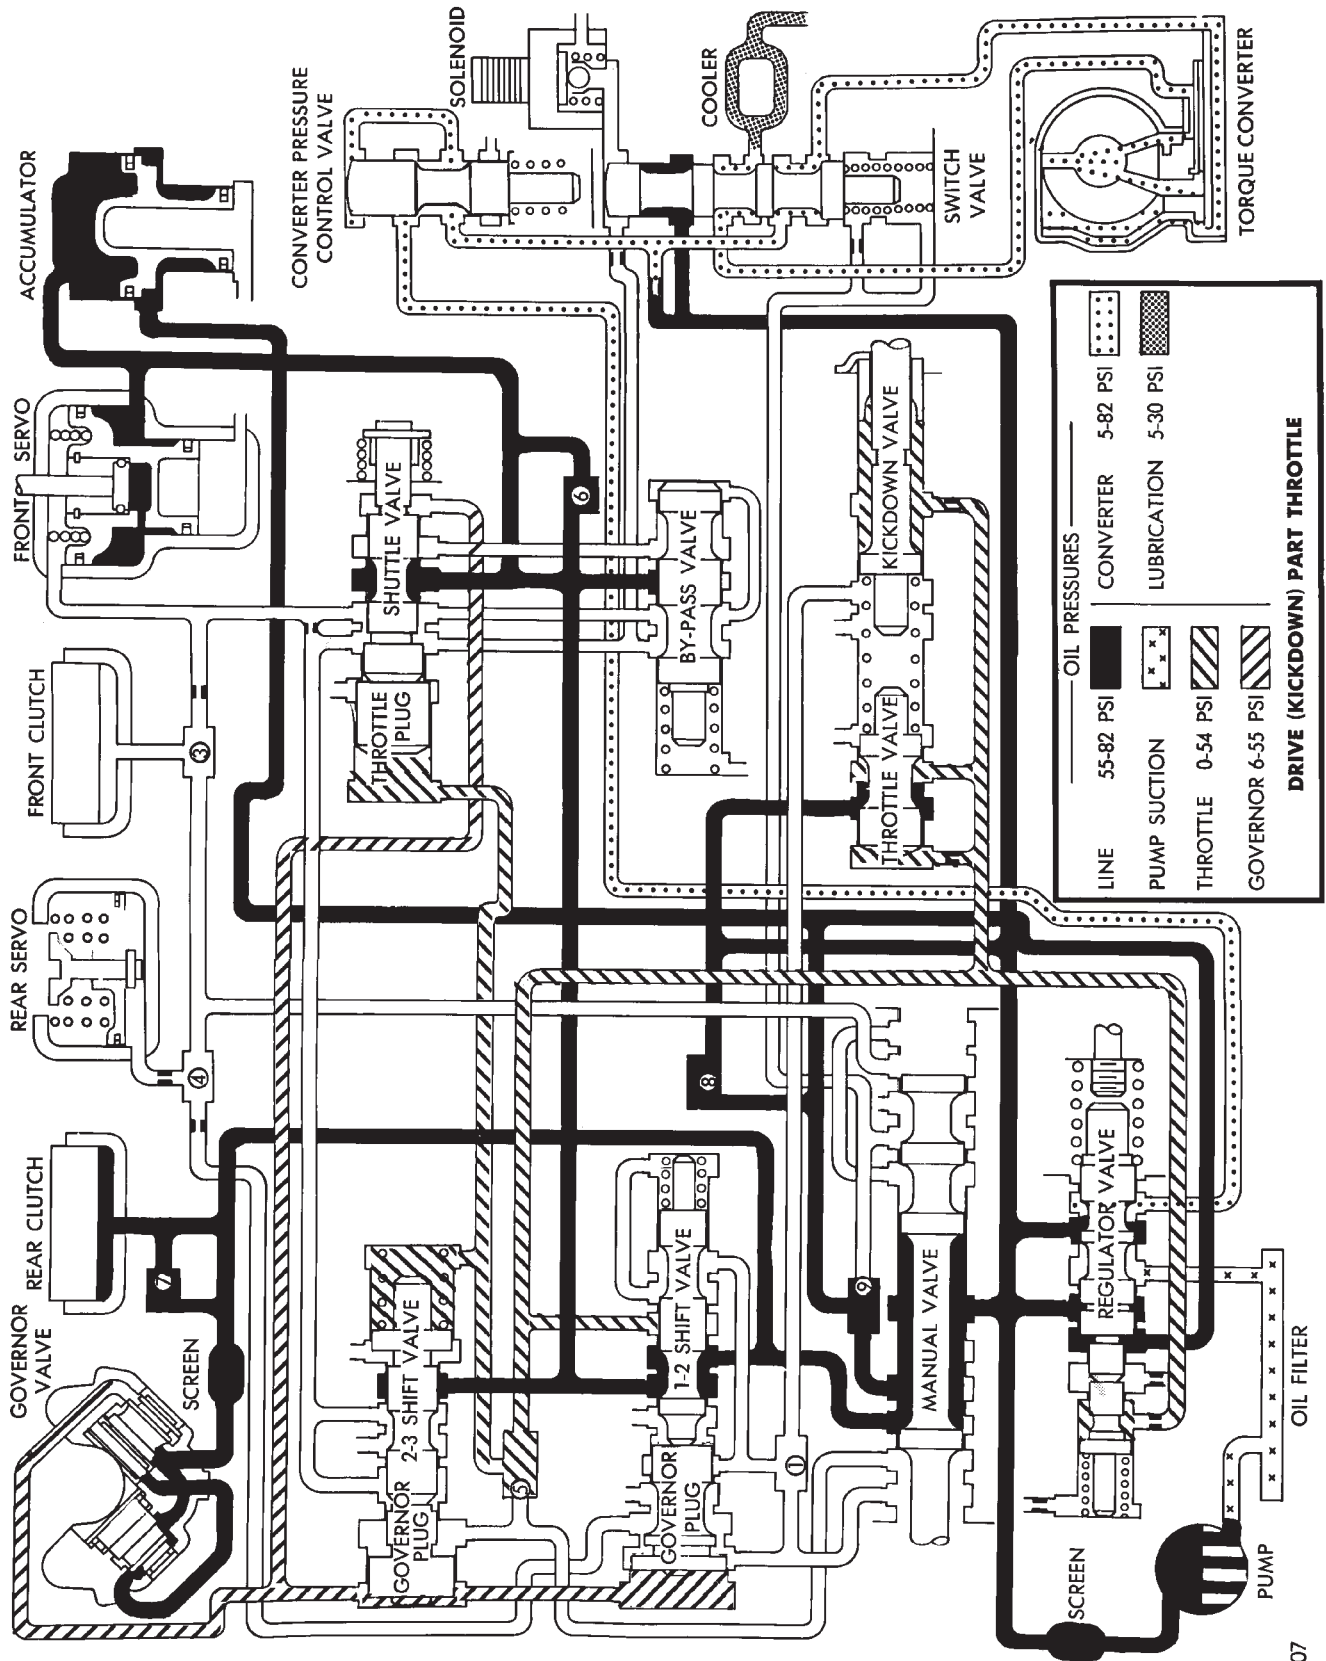 GOVERNOR
VALVE
REAR CLUTCH
REAR SERVO
FRONT CLUTCH
FRONT SERVO
ACCUMULATOR
SCREEN
7
4
3
CONVERTER PRESSURE
CONTROL VALVE
SOLENOID
GOVERNOR
PLUG
2-3 SHIFT VALVE
THROTTLE
PLUG
SHUTTLE VALVE
5
6
GOVERNOR
PLUG
1-2 SHIFT VALVE
8
BY-PASS VALVE
COOLER
1
9
MANUAL VALVE
THROTTLE VALVE
KICKDOWN VALVE
SWITCH
VALVE
SCREEN
REGULATOR VALVE
PUMP
OIL FILTER
TORQUE CONVERTER
OIL PRESSURES
LINE 55-82 PSI
CONVERTER 5-82 PSI
PUMP SUCTION
LUBRICATION 5-30 PSI
THROTTLE 0-54 PSI
GOVERNOR 6-55 PSI
DRIVE (KICKDOWN) PART THROTTLE
07